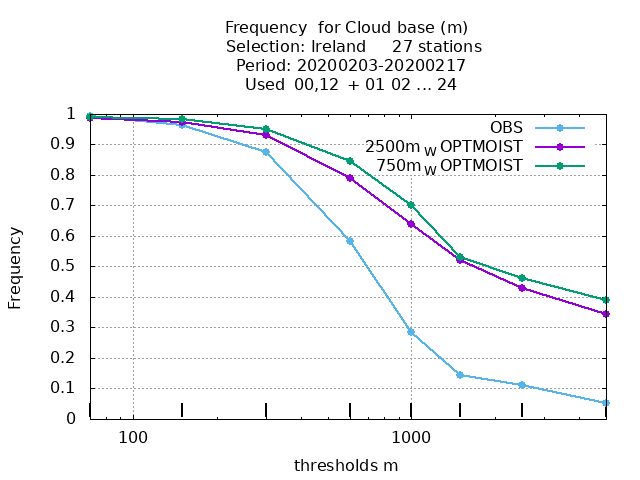 Frequency for Cloud base (m)
Selection: Ireland 27 stations
Period: 20200203-20200217
Used 00,12 + 01 02 ... 24
OBS
2500m_W OPTMOIST
750m_W OPTMOIST
1
0.9
0.8
0.7
0.6
0.5
0.4
0.3
0.2
0.1
0
Frequency
100 1000
thresholds m